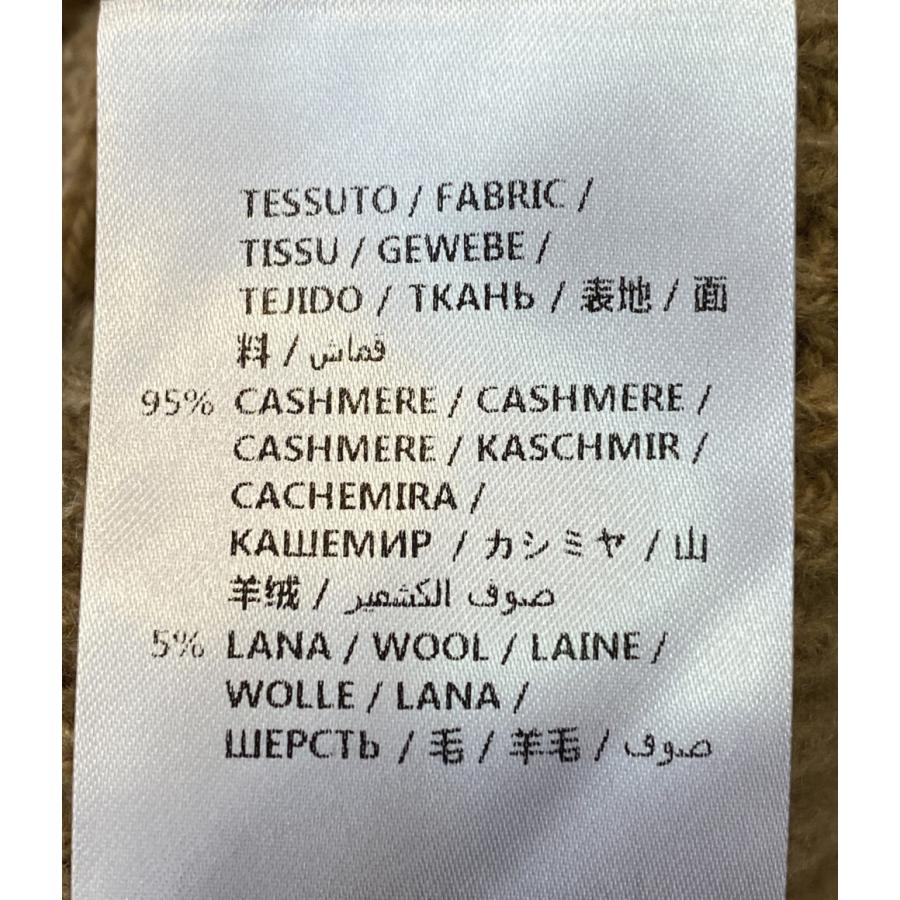 TESSUTO / FABRIC /
TISSU / GEWEBE /
TEJIDO / ТКАНЬ / 表地 / 面
料 / قماش
95% CASHMERE / CASHMERE /
CASHMERE / KASCHMIR /
CACHEMIRA /
КАШЕМИР / カシミヤ / 山
羊绒 / صوف الكشمير
5% LANA / WOOL / LAINE /
WOLLE / LANA /
ШЕРСТЬ / 毛 / 羊毛 / صوف